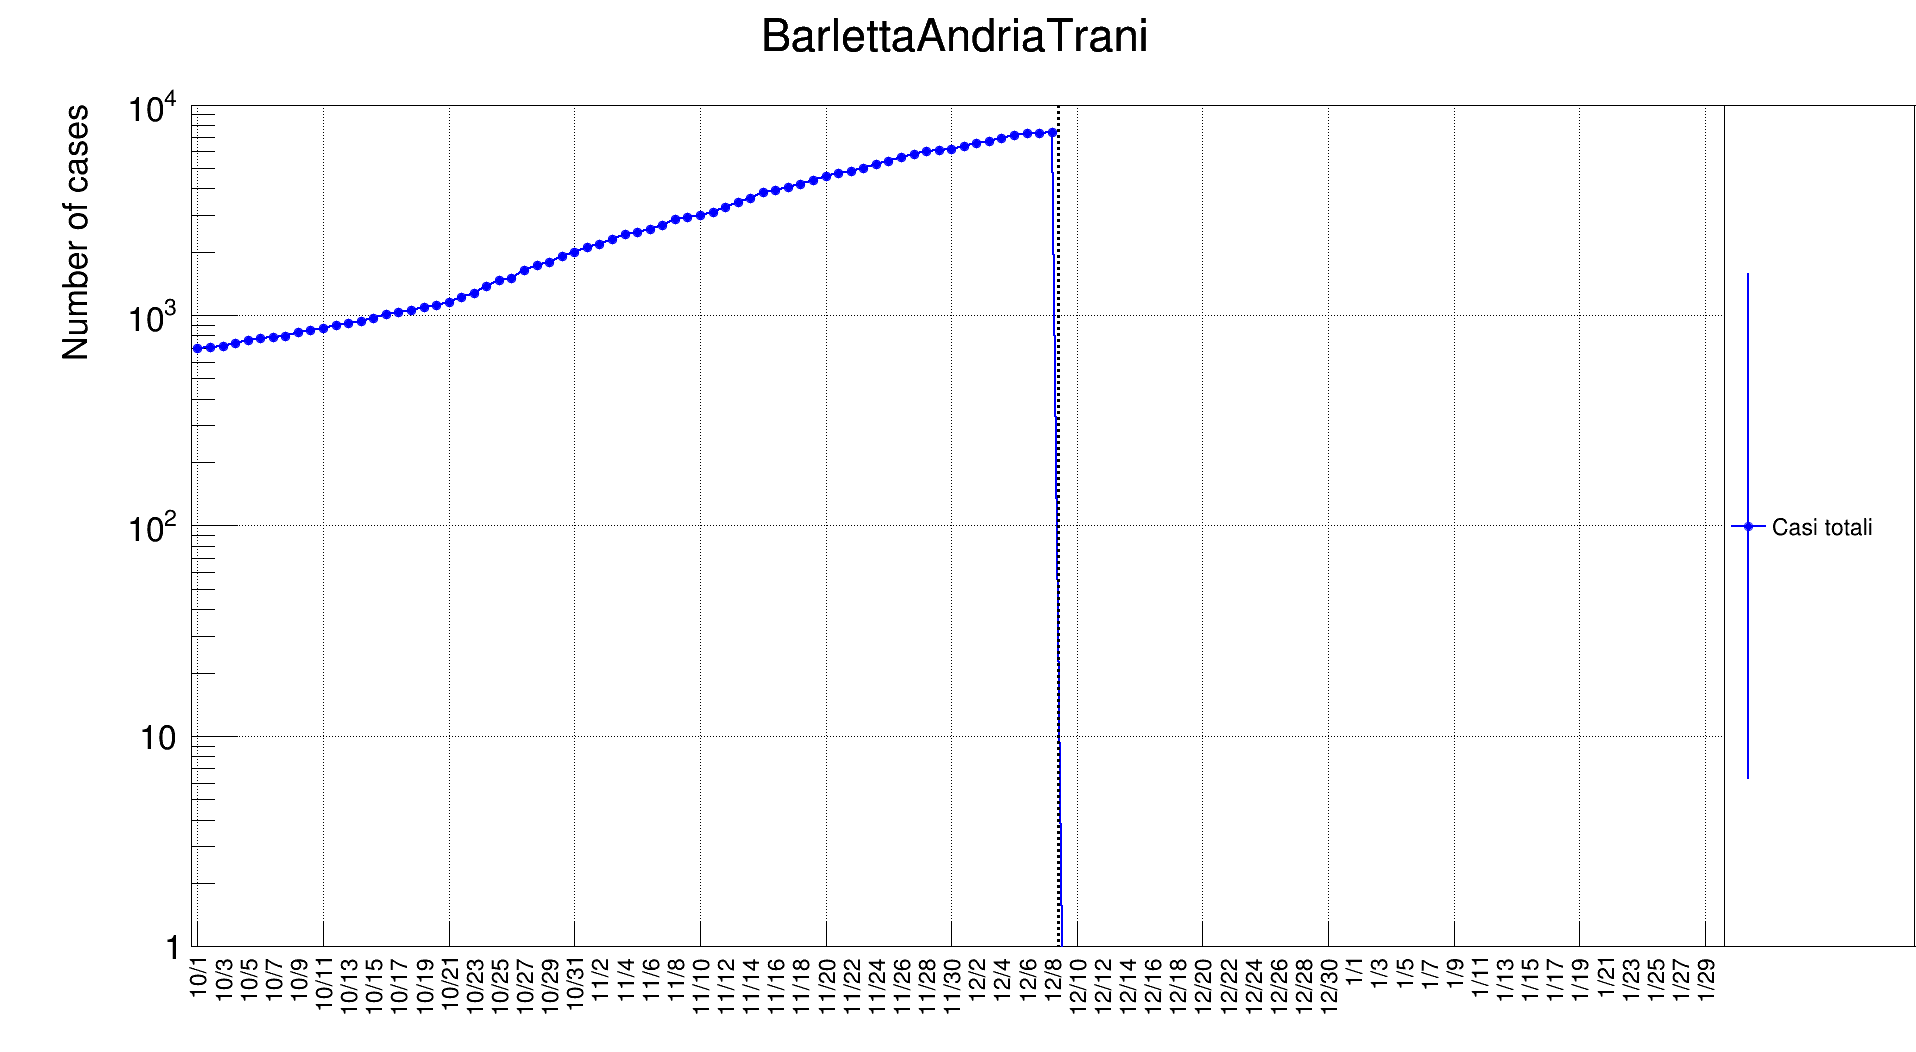 BarlettaAndriaTrani
Number of cases
10⁴
10³
10²
10
1
10/1 10/3 10/5 10/7 10/9 10/11 10/13 10/15 10/17 10/19 10/21 10/23 10/25 10/27 10/29 10/31 11/2 11/4 11/6 11/8 11/10 11/12 11/14 11/16 11/18 11/20 11/22 11/24 11/26 11/28 11/30 12/2 12/4 12/6 12/8 12/10 12/12 12/14 12/16 12/18 12/20 12/22 12/24 12/26 12/28 12/30 1/1 1/3 1/5 1/7 1/9 1/11 1/13 1/15 1/17 1/19 1/21 1/23 1/25 1/27 1/29
Casi totali